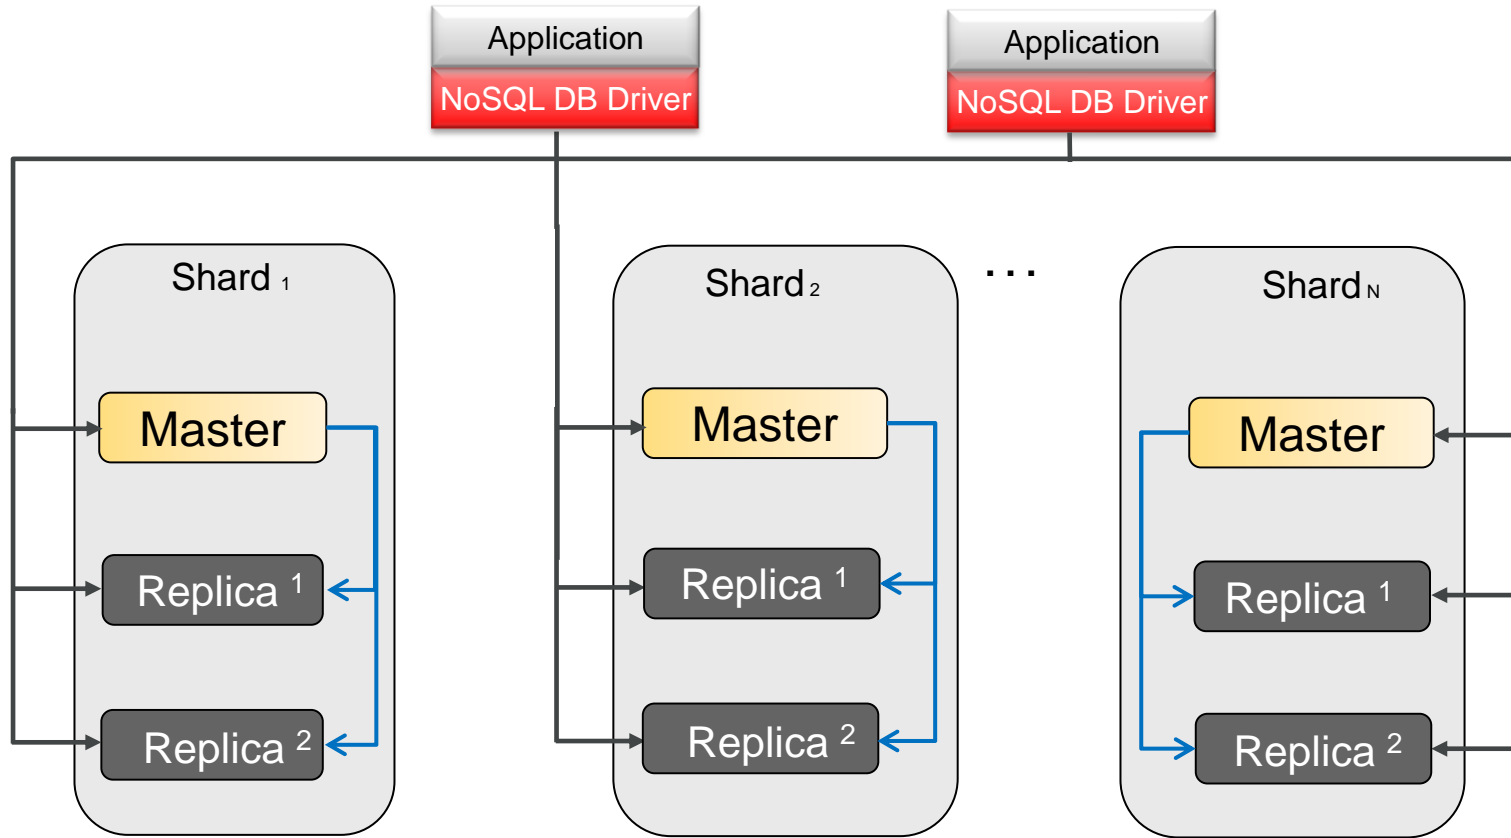 Application
NoSQL DB Driver
Application
NoSQL DB Driver
Shard 1
Master
Replica 1
Replica 2
Shard 2
Master
Replica 1
Replica 2
...
Shard N
Master
Replica 1
Replica 2